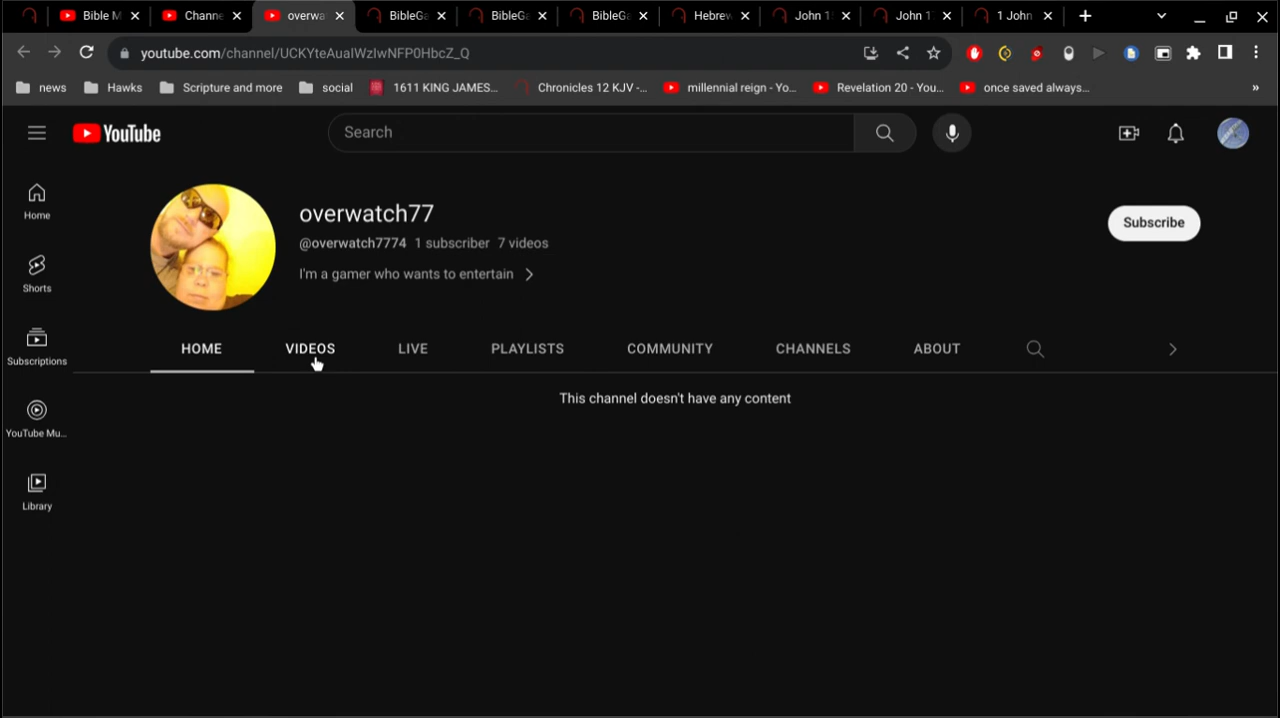 Bible M
Channe
overwa
BibleGa
BibleGa
BibleGa
Hebrew
John 1
John 1
1 John
youtube.com/channel/UCKYteAuaIWzIwNFP0HbcZ_Q
news
Hawks
Scripture and more
social
1611 KING JAMES...
Chronicles 12 KJV -...
millennial reign - Yo...
Revelation 20 - You...
once saved always...
»
YouTube
Search
Home
Shorts
Subscriptions
YouTube Mu...
Library
overwatch77
@overwatch7774 1 subscriber 7 videos
I'm a gamer who wants to entertain
Subscribe
HOME
VIDEOS
LIVE
PLAYLISTS
COMMUNITY
CHANNELS
ABOUT
This channel doesn't have any content